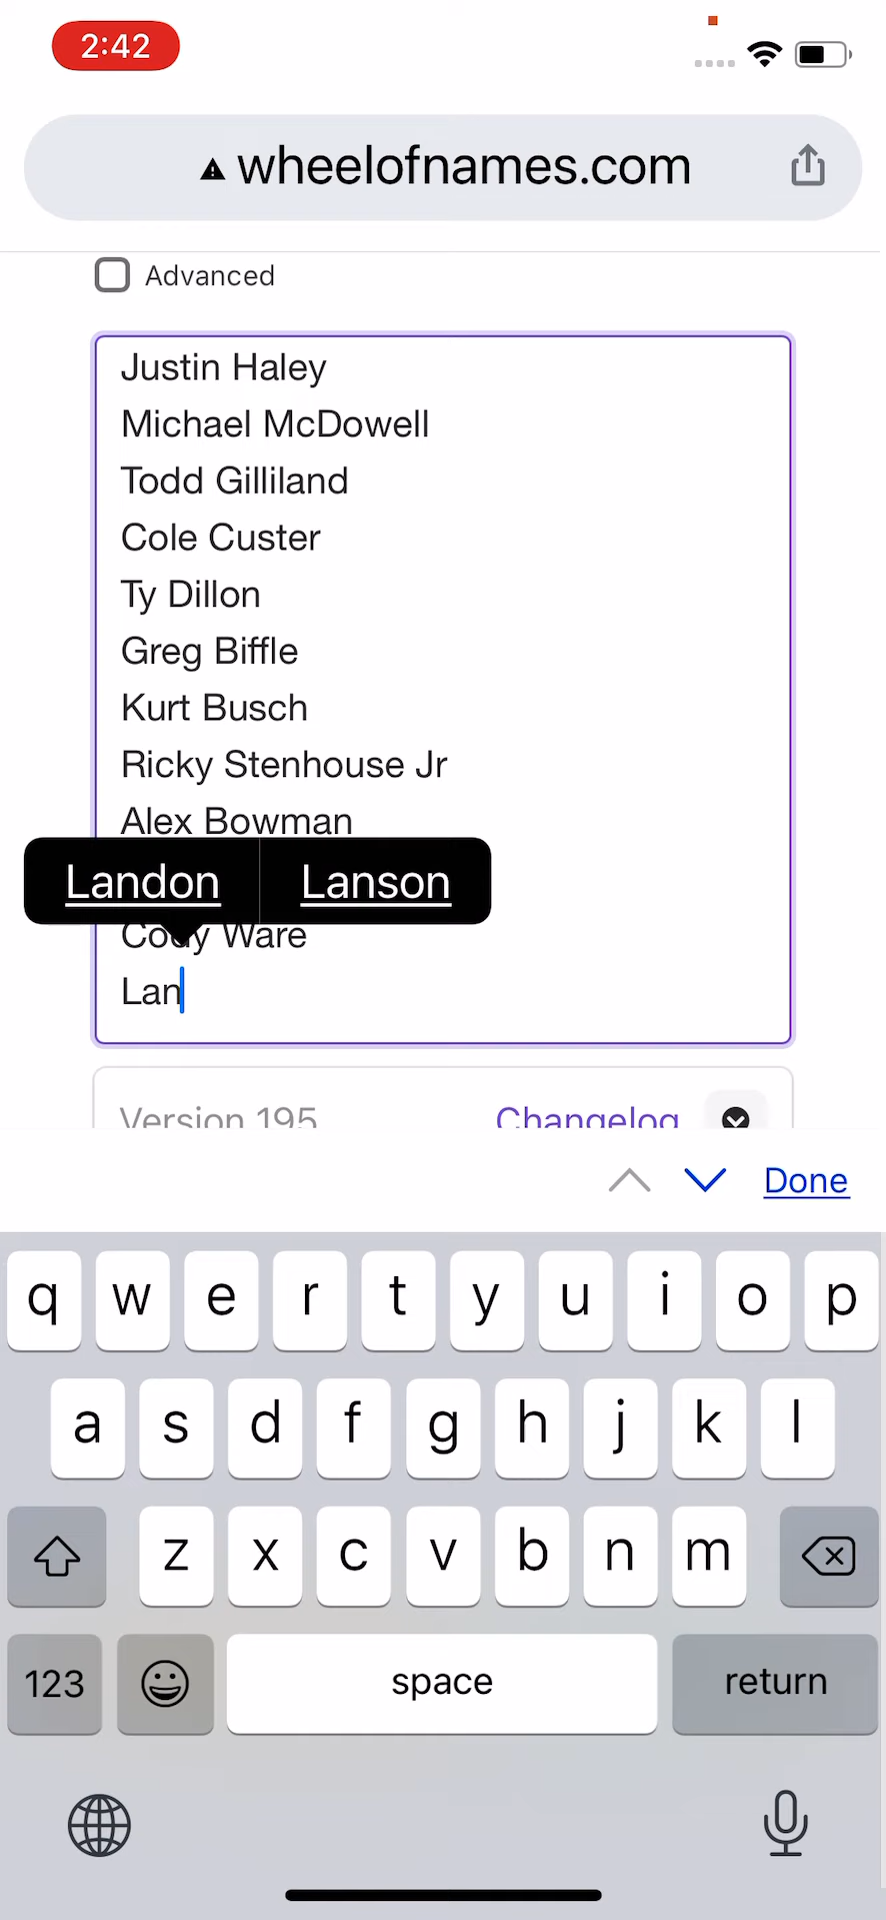 2:42
wheelofnames.com
Advanced
Justin Haley
Michael McDowell
Todd Gilliland
Cole Custer
Ty Dillon
Greg Biffle
Kurt Busch
Ricky Stenhouse Jr
Alex Bowman
Landon Lanson
Cody Ware
Lan
Version 195 Changelog
Done
q w e r t y u i o p
a s d f g h j k l
z x c v b n m
123 space return